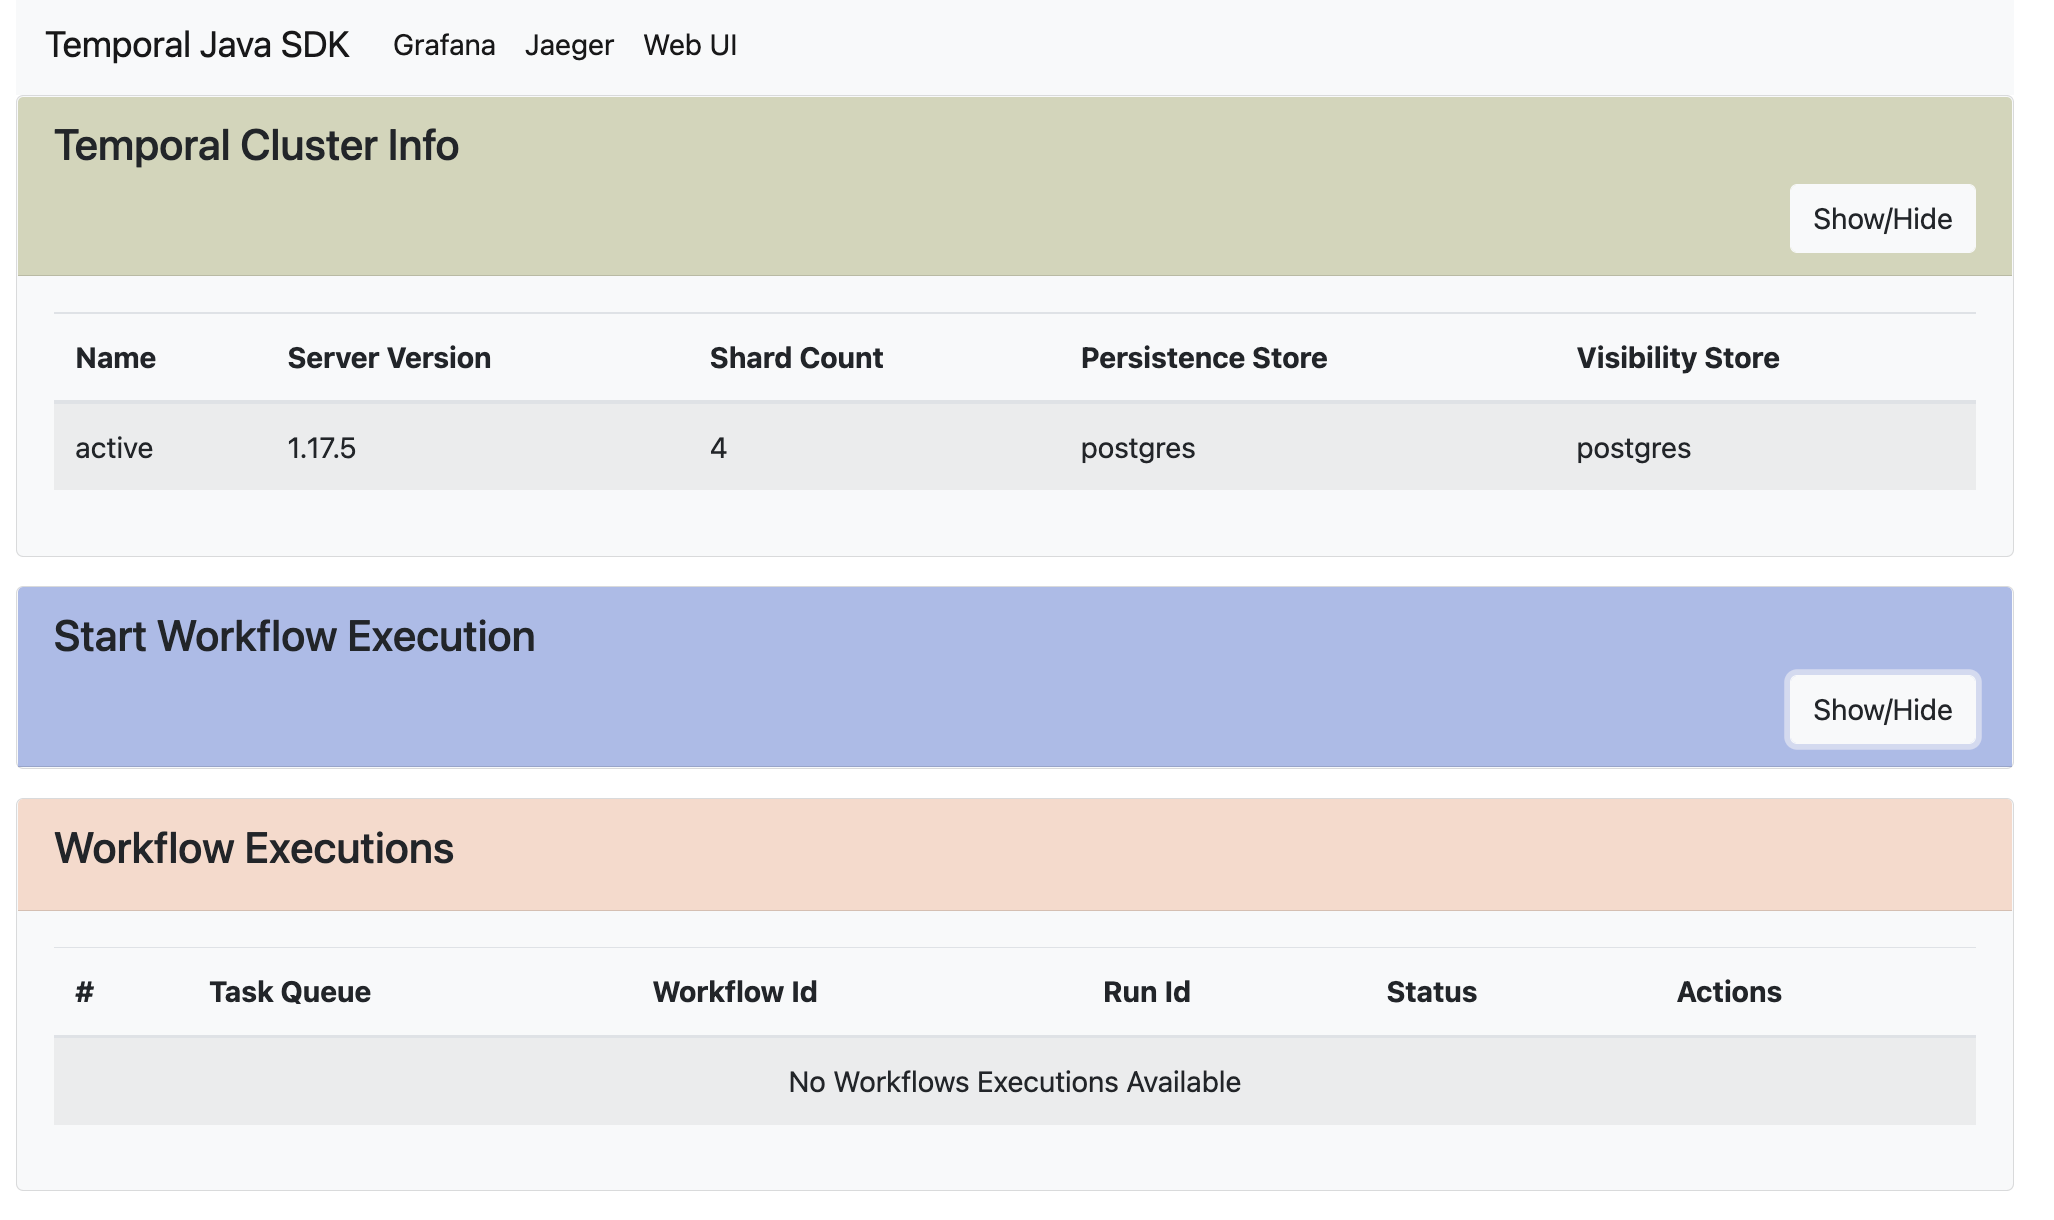 Temporal Java SDK Grafana Jaeger Web UI
Temporal Cluster Info
Show/Hide
Name Server Version Shard Count Persistence Store Visibility Store
active 1.17.5 4 postgres postgres
Start Workflow Execution
Show/Hide
Workflow Executions
# Task Queue Workflow Id Run Id Status Actions
No Workflows Executions Available